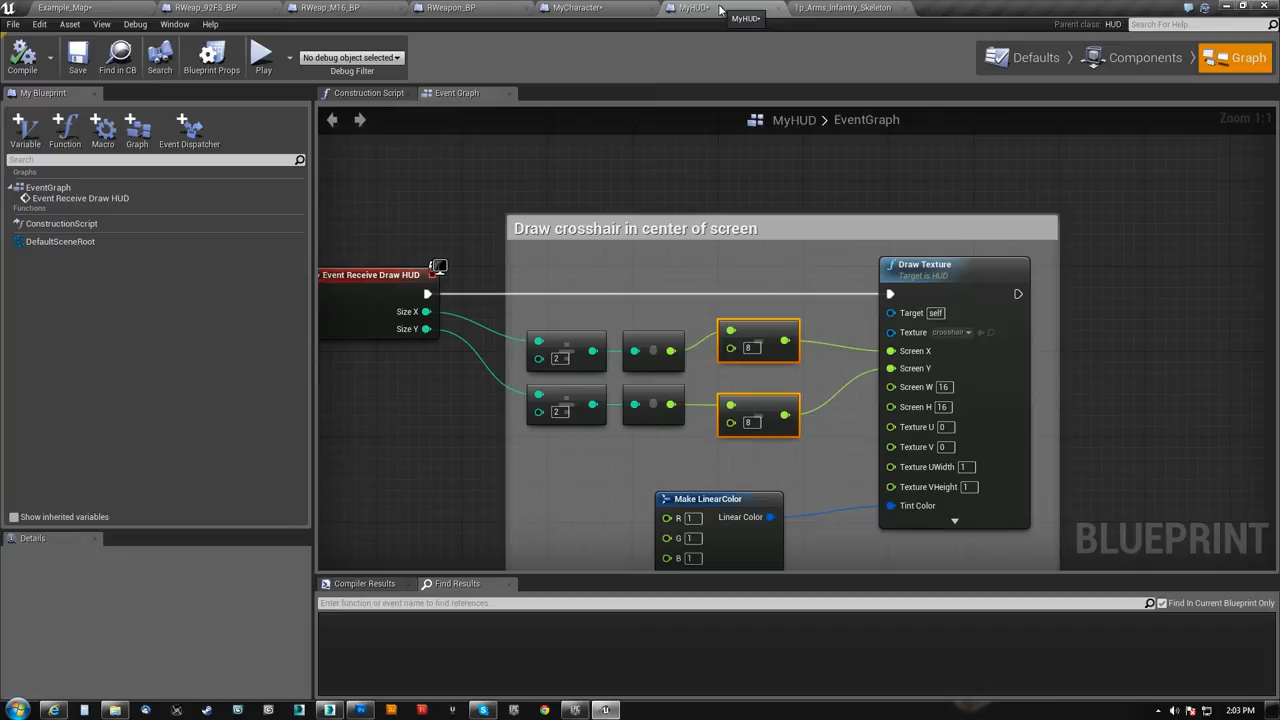 Example_Map*
RWeap_92FS_BP
RWeap_M16_BP
RWeapon_BP
MyCharacter*
MyHUD*
1p_Arms_Infantry_Skeleton
MyHUD*
File Edit Asset View Debug Window Help
Parent class: HUD
Search For Help
Compile
Save
Find in CB
Search
Blueprint Props
Play
No debug object selected
Debug Filter
Defaults
Components
Graph
My Blueprint
Construction Script
Event Graph
Variable
Function
Macro
Graph
Event Dispatcher
MyHUD > EventGraph
Zoom 1:1
Search
Graphs
EventGraph
Event Receive Draw HUD
Functions
ConstructionScript
DefaultSceneRoot
Show inherited variables
Details
Draw crosshair in center of screen
Event Receive Draw HUD
Size X
Size Y
2
2
8
8
Draw Texture
Target is HUD
Target self
Texture crosshair
Screen X
Screen Y
Screen W 16
Screen H 16
Texture U 0
Texture V 0
Texture UWidth 1
Texture VHeight 1
Tint Color
Make LinearColor
R 1
Linear Color
G 1
B 1
BLUEPRINT
Compiler Results
Find Results
Enter function or event name to find references...
Find In Current Blueprint Only
2:03 PM